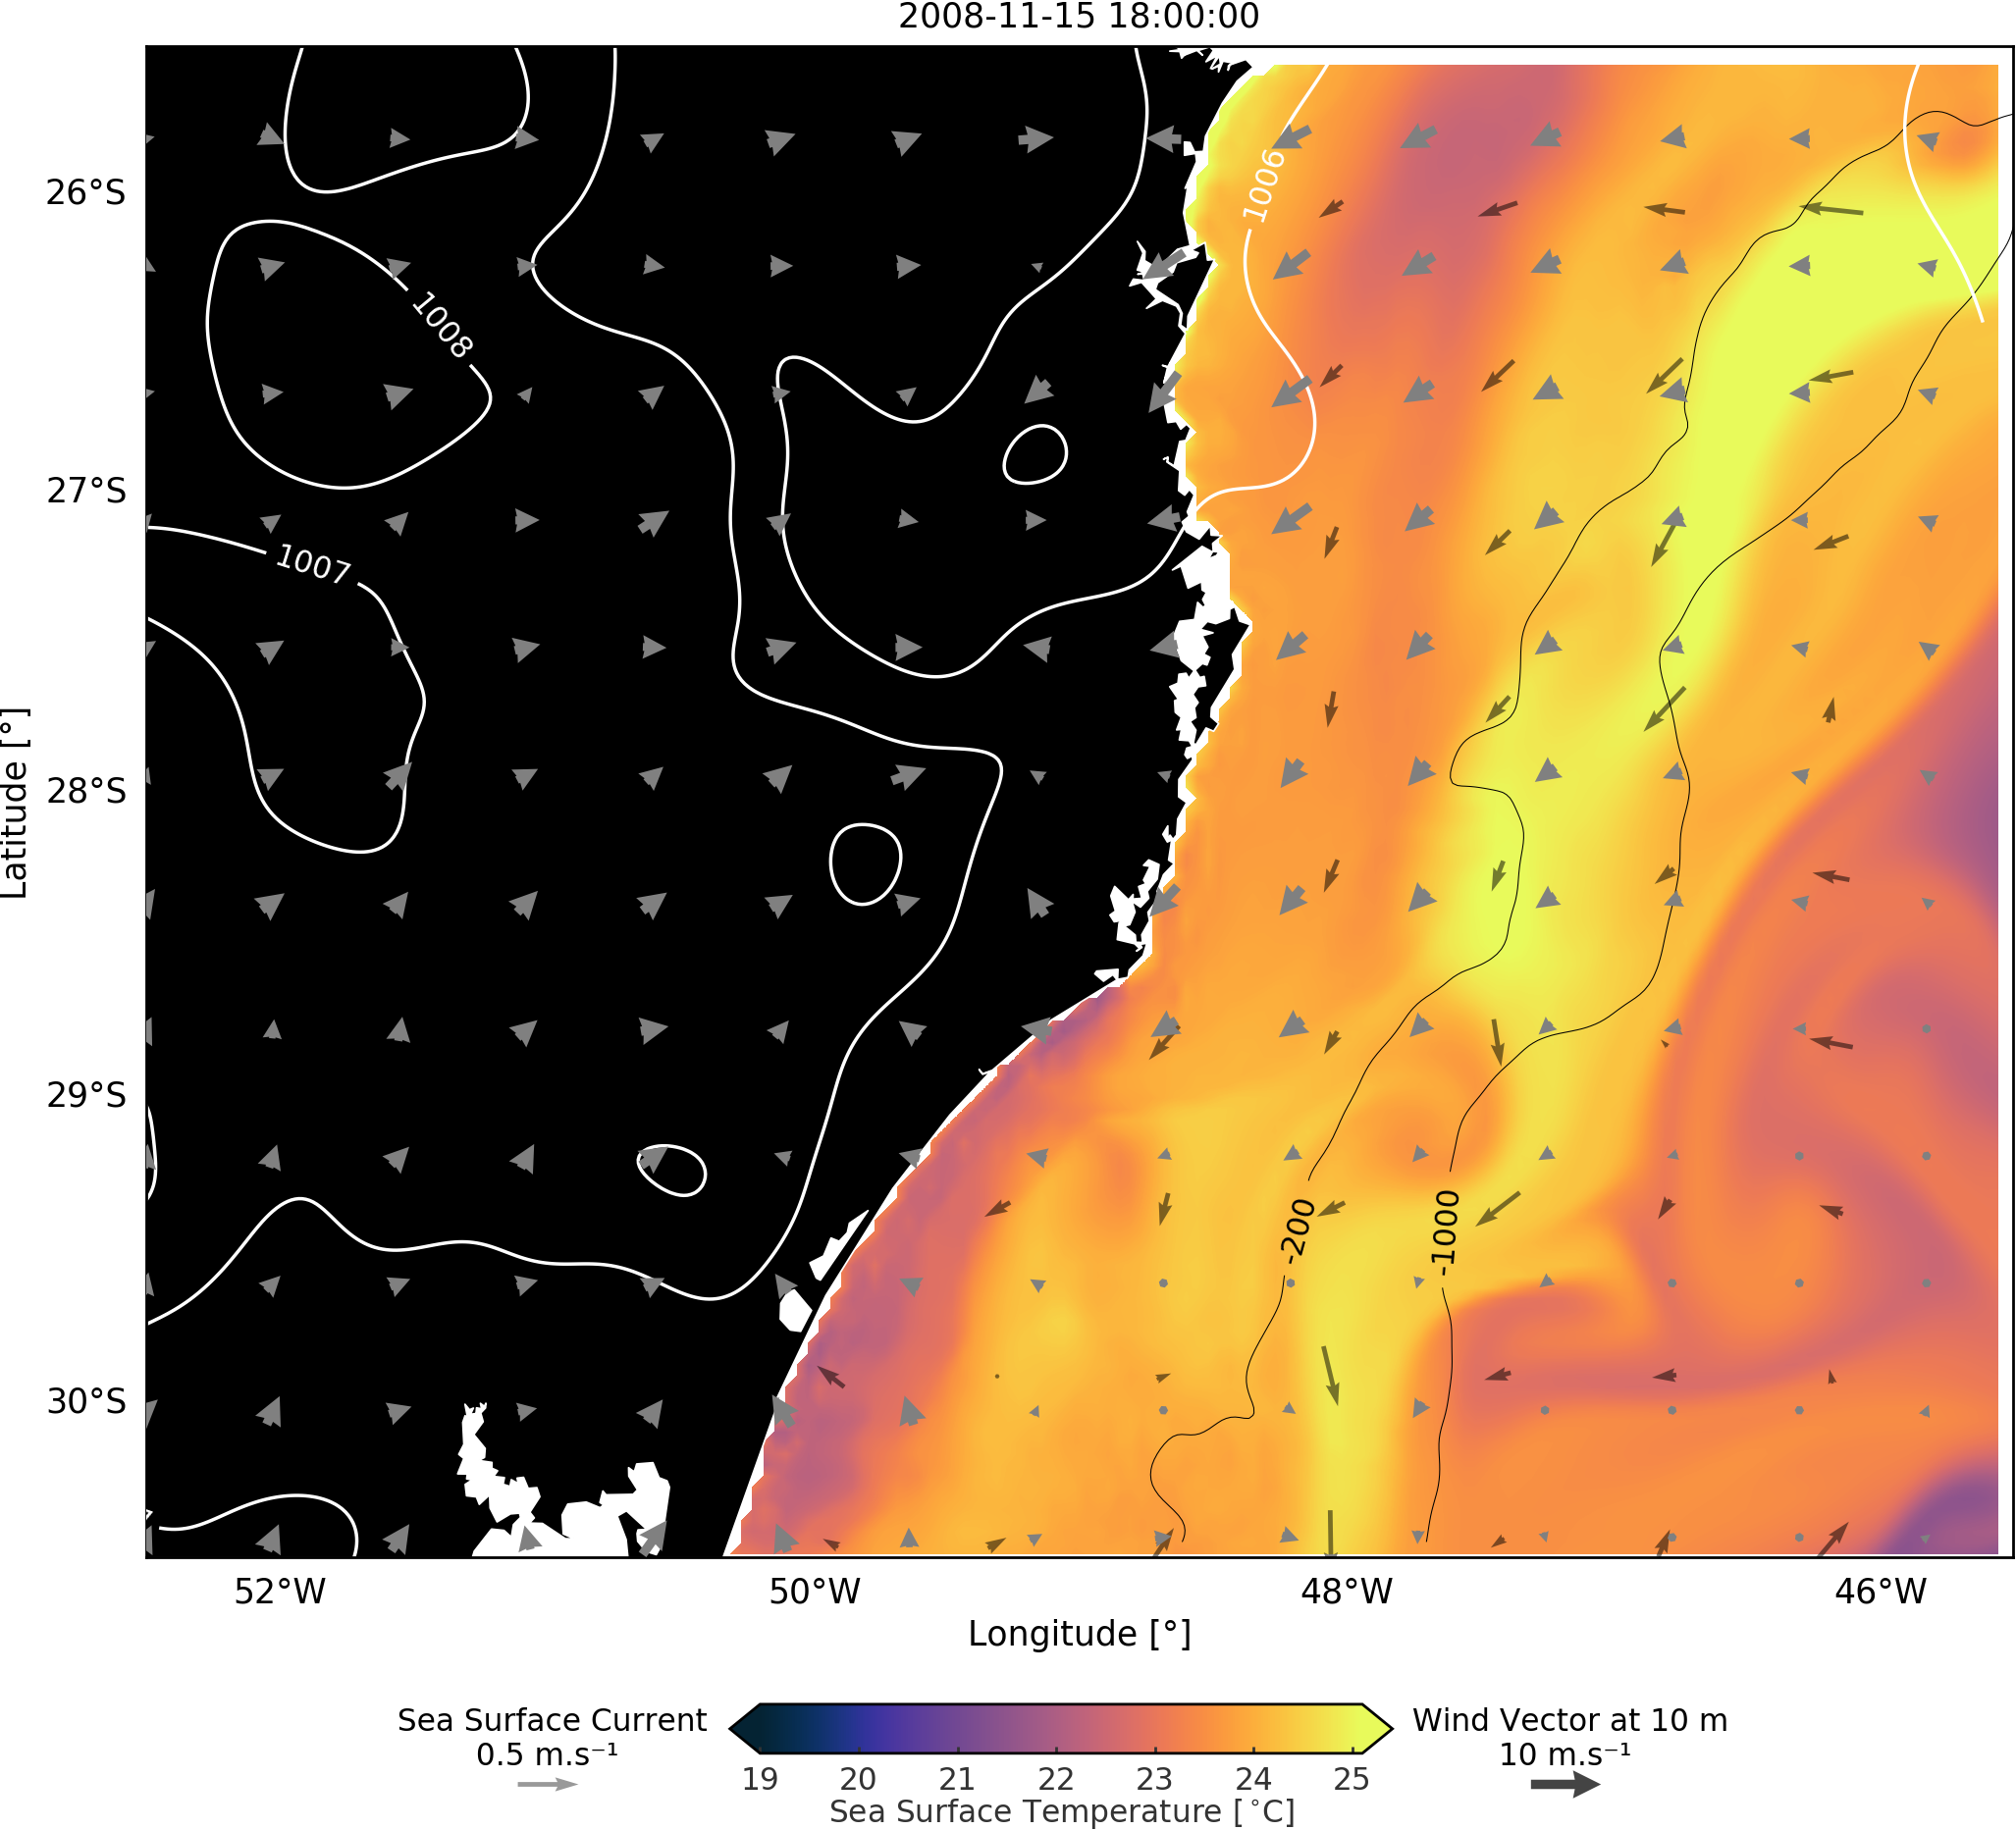 2008-11-15 18:00:00
1006
26°S
1008
27°S
1007
28°S
Latitude [°]
29°S
-200
-1000
30°S
52°W
50°W
48°W
46°W
Longitude [°]
Sea Surface Current
0.5 m.s⁻¹
Wind Vector at 10 m
10 m.s⁻¹
19 20 21 22 23 24 25
Sea Surface Temperature [°C]